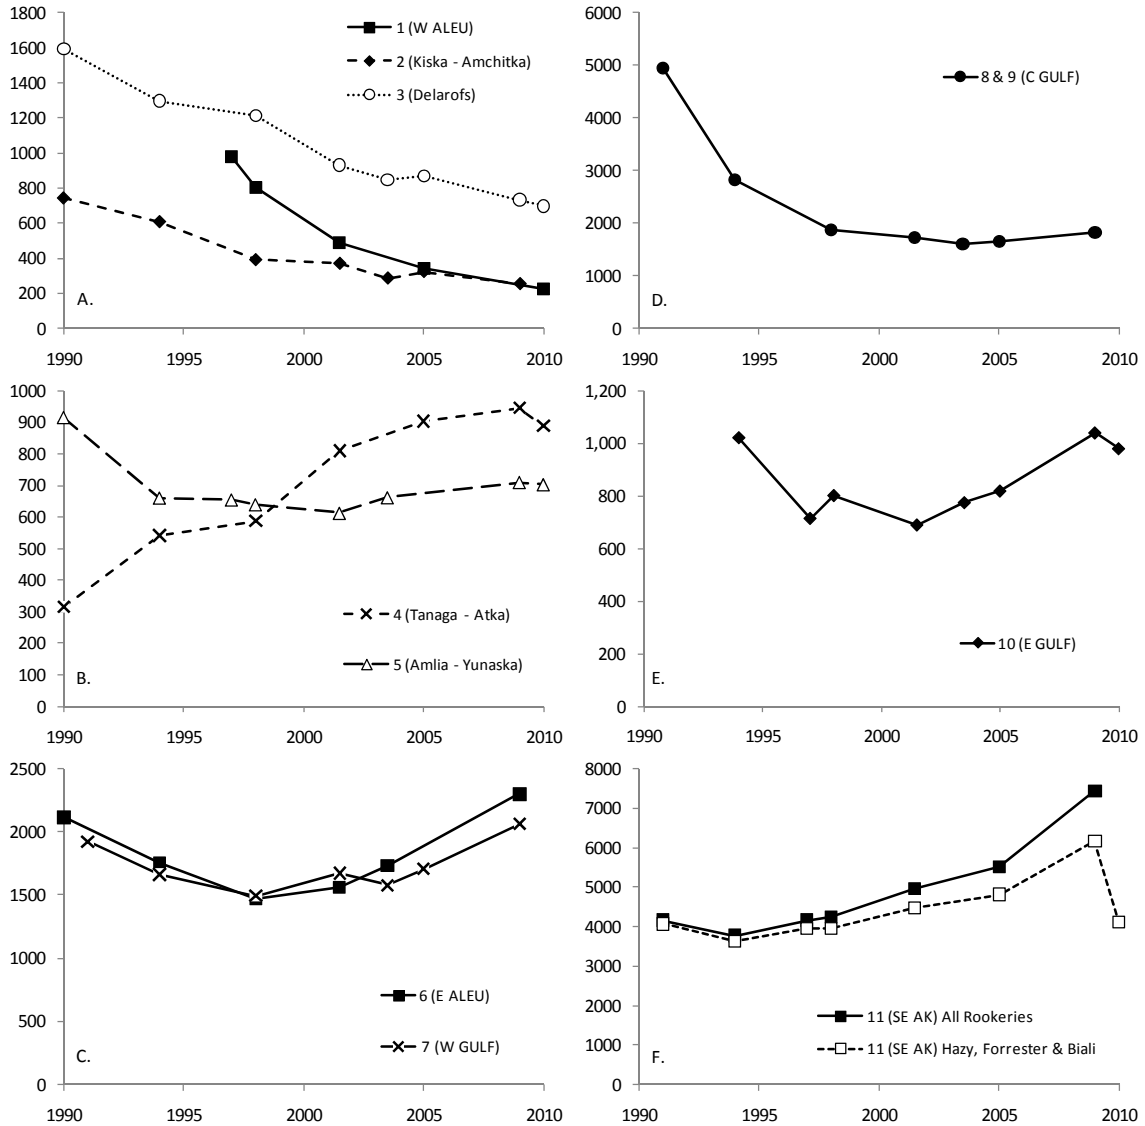 1800
1600
1400
1200
1000
800
600
400
200
0
1990 1995 2000 2005 2010
1 (W ALEU)
2 (Kiska - Amchitka)
3 (Delarofs)
A.
6000
5000
4000
3000
2000
1000
0
1990 1995 2000 2005 2010
8 & 9 (C GULF)
D.
1000
900
800
700
600
500
400
300
200
100
0
1990 1995 2000 2005 2010
4 (Tanaga - Atka)
5 (Amlia - Yunaska)
B.
1,200
1,000
800
600
400
200
0
1990 1995 2000 2005 2010
10 (E GULF)
E.
2500
2000
1500
1000
500
0
1990 1995 2000 2005 2010
6 (E ALEU)
7 (W GULF)
C.
8000
7000
6000
5000
4000
3000
2000
1000
0
1990 1995 2000 2005 2010
11 (SE AK) All Rookeries
11 (SE AK) Hazy, Forrester & Biali
F.